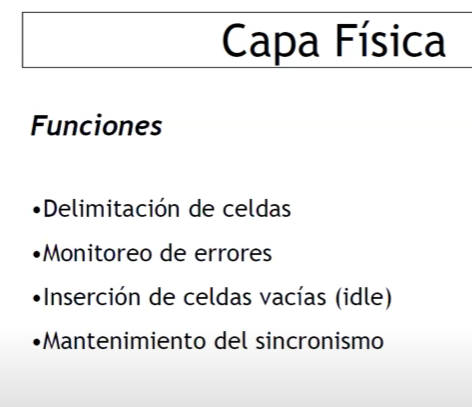 Capa Física
Funciones
•Delimitación de celdas
•Monitoreo de errores
•Inserción de celdas vacías (idle)
•Mantenimiento del sincronismo